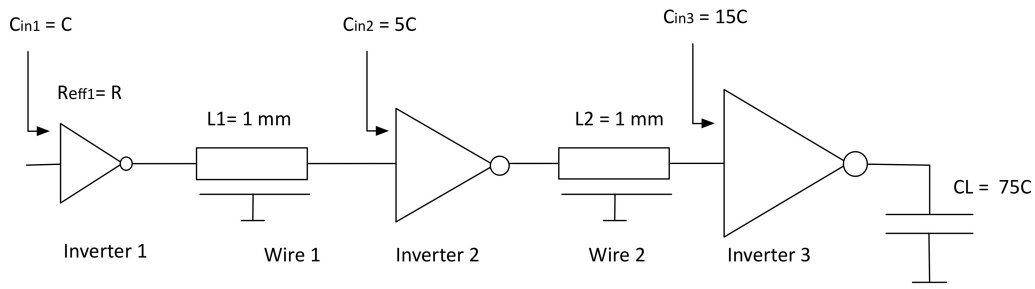 Cin1 = C
Cin2 = 5C
Cin3 = 15C
Reff1= R
L1= 1 mm
L2 = 1 mm
CL =  75C
Inverter 1
Wire 1
Inverter 2
Wire 2
Inverter 3